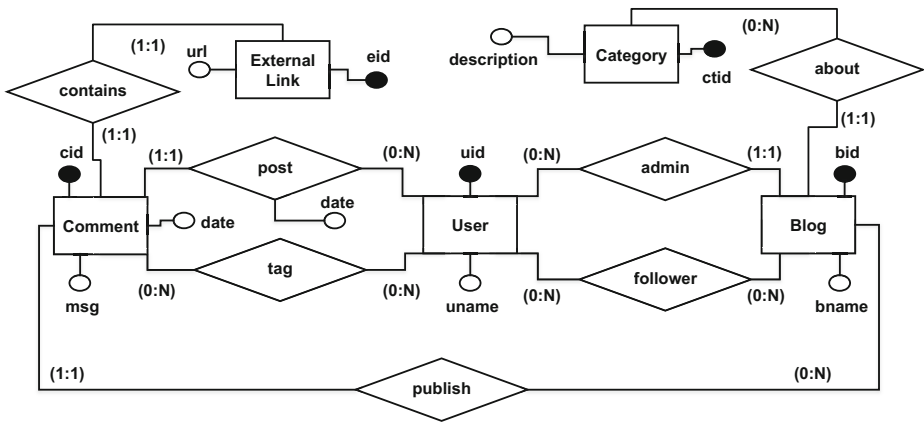 (1:1)
(0:N)
url
External
Link
eid
description
Category
ctid
about
contains
(1:1)
(1:1)
cid
(1:1)
post
(0:N)
uid
(0:N)
admin
(1:1)
bid
Comment
date
date
User
Blog
(0:N)
tag
(0:N)
(0:N)
follower
(0:N)
msg
uname
bname
(1:1)
publish
(0:N)